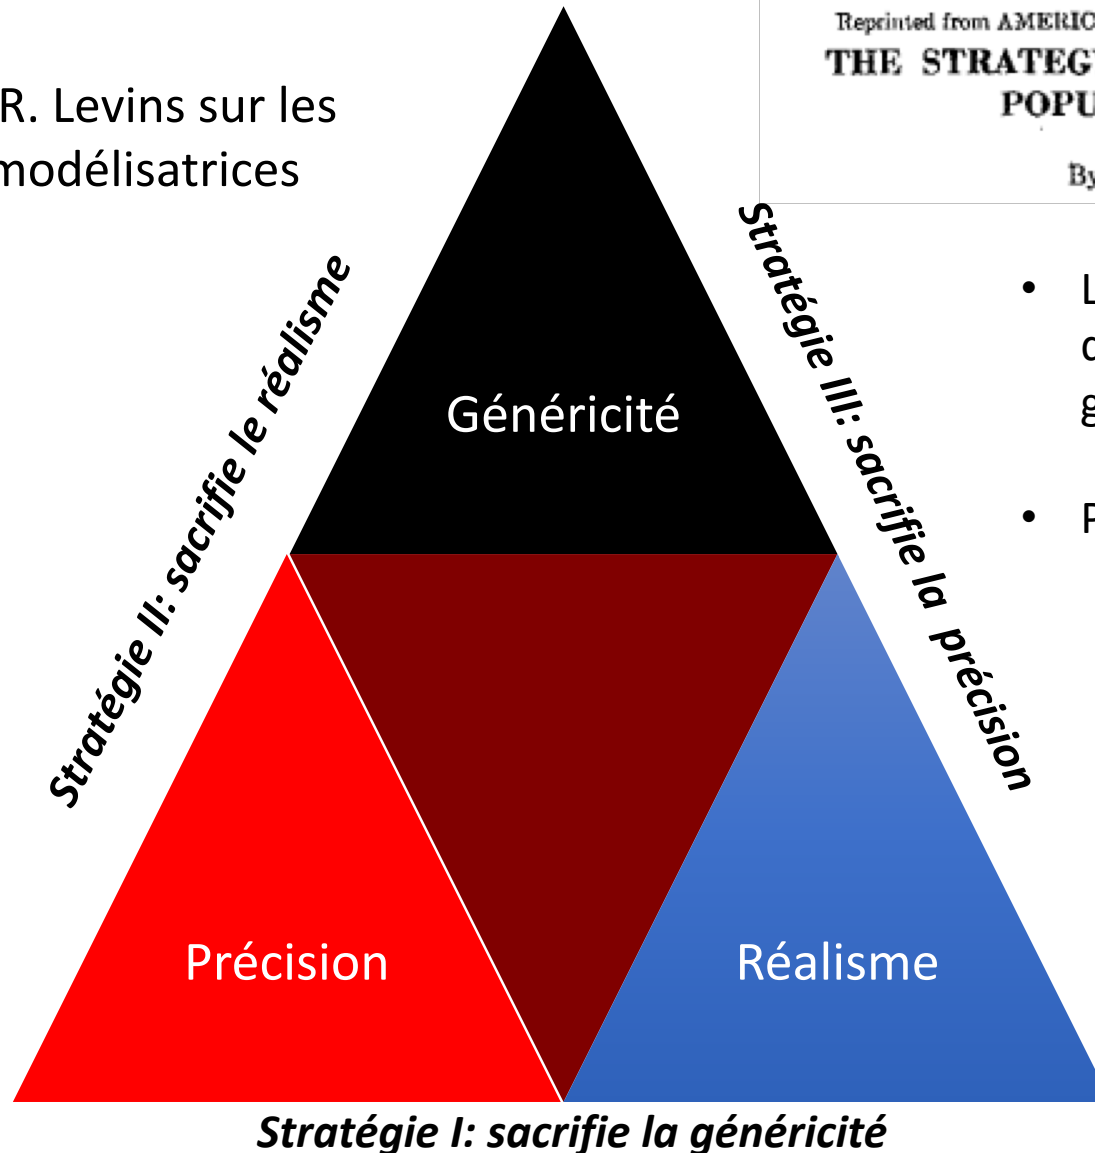 R. Levins sur les
modélisatrices
Reprinted from AMERIC
THE STRATEG
POPU
By
Stratégie II: sacrifie le réalisme
Stratégie III: sacrifie la précision
• L
g
• P
Généricité
Précision
Réalisme
Stratégie I: sacrifie la généricité